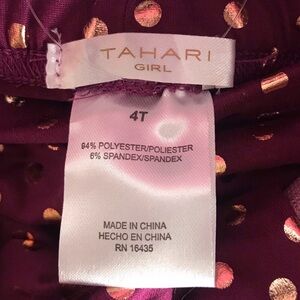 TAHARI
GIRL
4T
94% POLYESTER/POLIESTER
6% SPANDEX/SPANDEX
MADE IN CHINA
HECHO EN CHINA
RN 16435